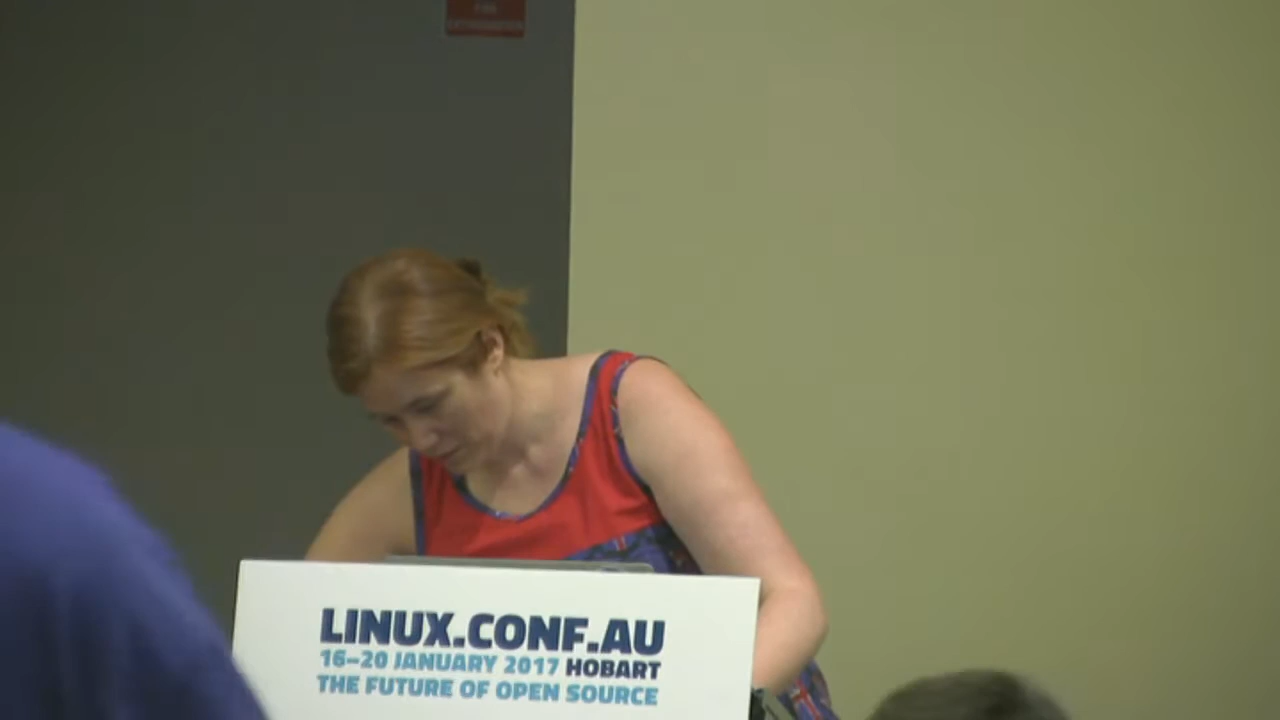 LINUX.CONF.AU
16–20 JANUARY 2017 HOBART
THE FUTURE OF OPEN SOURCE